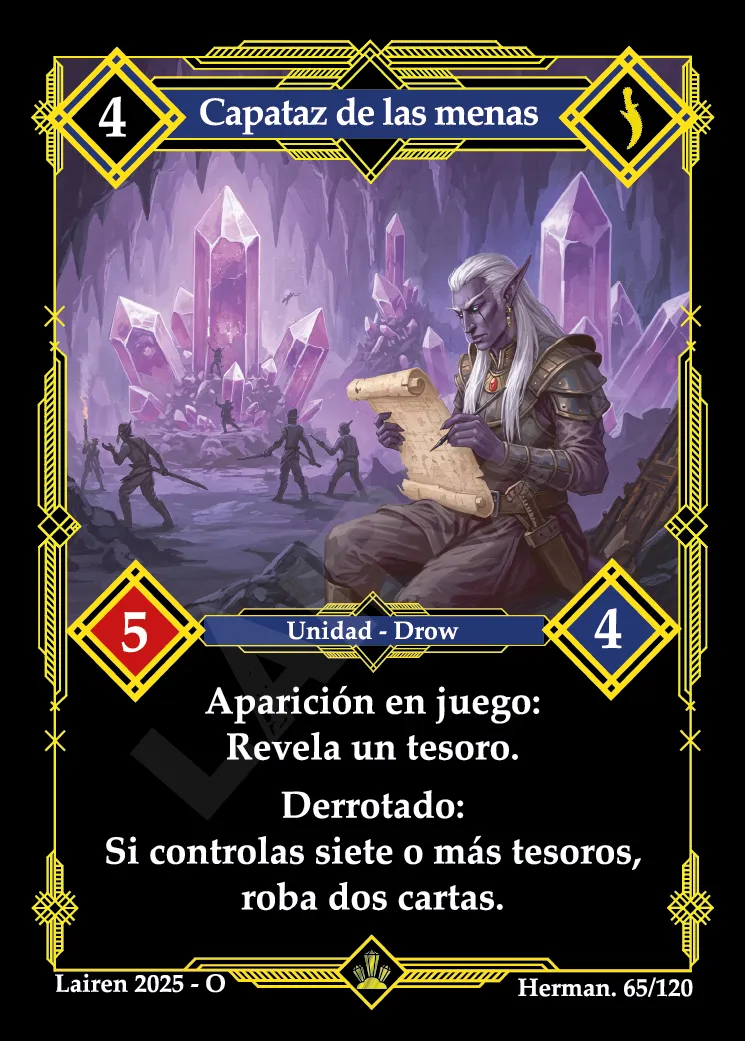 4
Capataz de las menas
5
Unidad - Drow
4
Aparición en juego:
Revela un tesoro.
Derrotado:
Si controlas siete o más tesoros,
roba dos cartas.
Lairen 2025 - O
Herman. 65/120